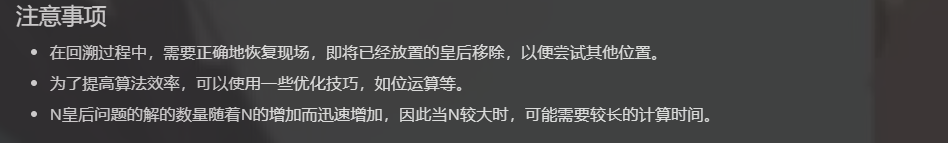 注意事项
• 在回溯过程中，需要正确地恢复现场，即将已经放置的皇后移除，以便尝试其他位置。
• 为了提高算法效率，可以使用一些优化技巧，如位运算等。
• N皇后问题的解的数量随着N的增加而迅速增加，因此当N较大时，可能需要较长的计算时间。